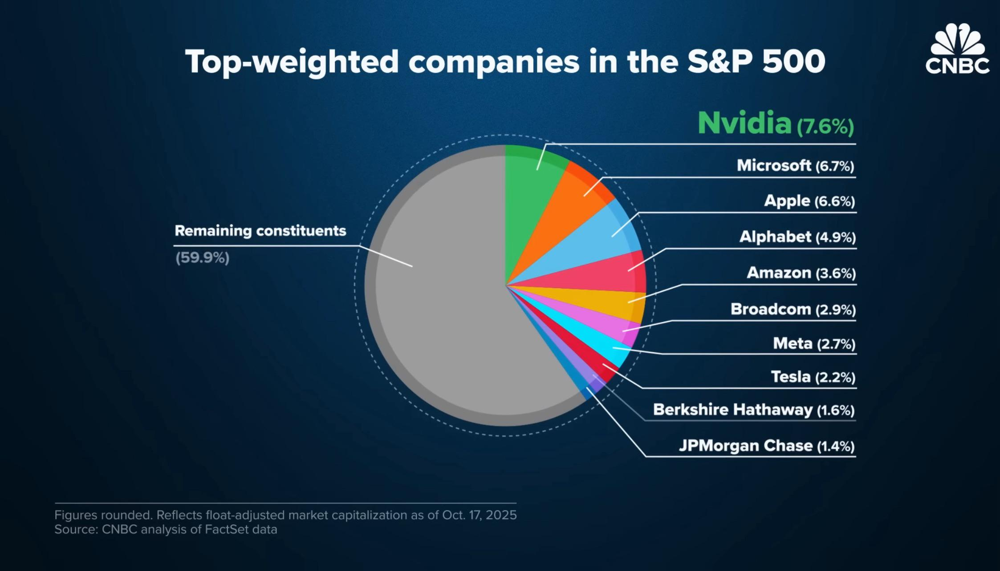 Top-weighted companies in the S&P 500
CNBC
Nvidia (7.6%)
Microsoft (6.7%)
Apple (6.6%)
Alphabet (4.9%)
Amazon (3.6%)
Broadcom (2.9%)
Meta (2.7%)
Tesla (2.2%)
Berkshire Hathaway (1.6%)
JPMorgan Chase (1.4%)
Remaining constituents
(59.9%)
Figures rounded. Reflects float-adjusted market capitalization as of Oct. 17, 2025
Source: CNBC analysis of FactSet data